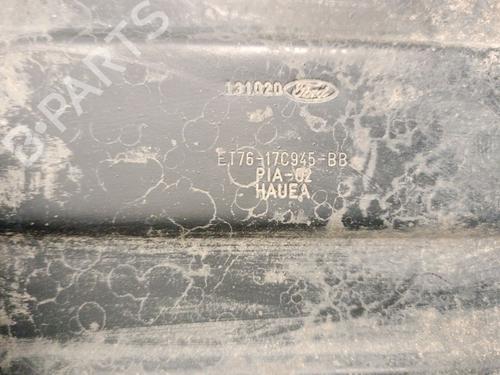 131020 Ford
ET76-17C945-BB
PIA-02
HAUEA
B-PARTS